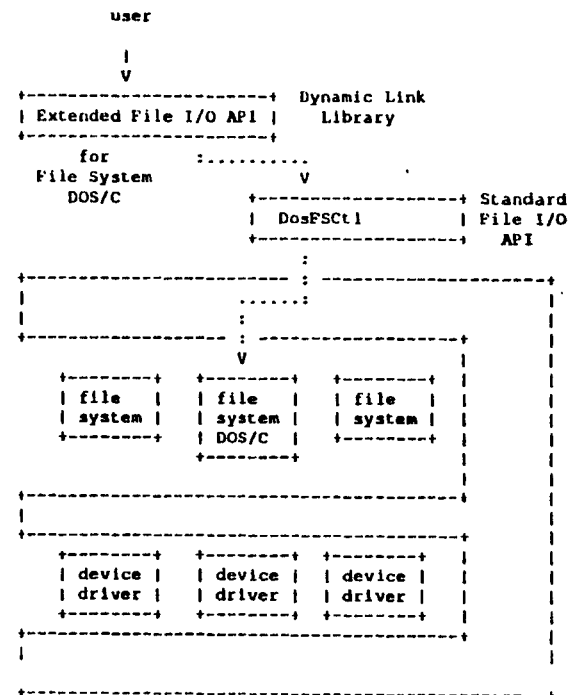 user
Extended File I/O API
Dynamic Link
Library
for
File System
DOS/C
DosFSCtl
Standard
File I/O
API
file
system
file
system
DOS/C
file
system
device
driver
device
driver
device
driver